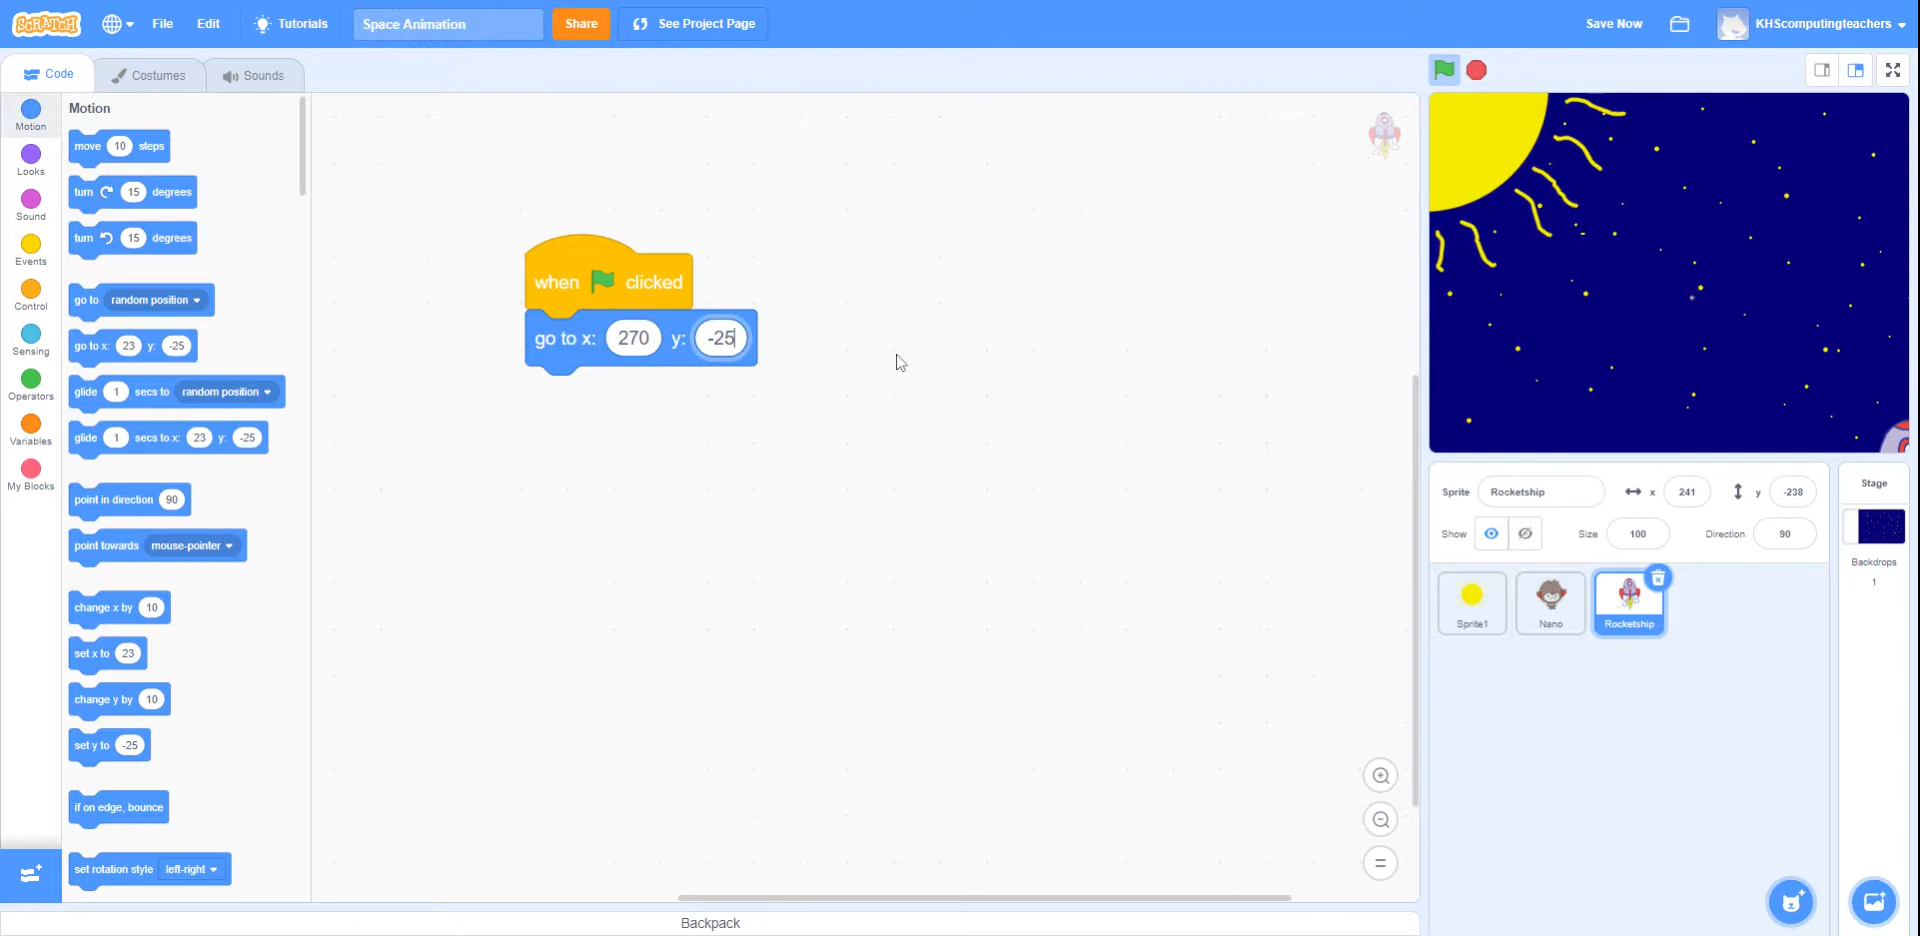 SCRATCH File Edit Tutorials Space Animation Share See Project Page Save Now KHScomputingteachers
Code Costumes Sounds
Motion
Looks
Sound
Events
Control
Sensing
Operators
Variables
My Blocks
Motion
move 10 steps
turn 15 degrees
turn 15 degrees
go to random position
go to x: 23 y: -25
glide 1 secs to random position
glide 1 secs to x: 23 y: -25
point in direction 90
point towards mouse-pointer
change x by 10
set x to 23
change y by 10
set y to -25
if on edge, bounce
set rotation style left-right
when clicked
go to x: 270 y: -25
Sprite Rocketship x 241 y -238
Show Size 100 Direction 90
Sprite1 Nano Rocketship
Stage
Backdrops
1
Backpack